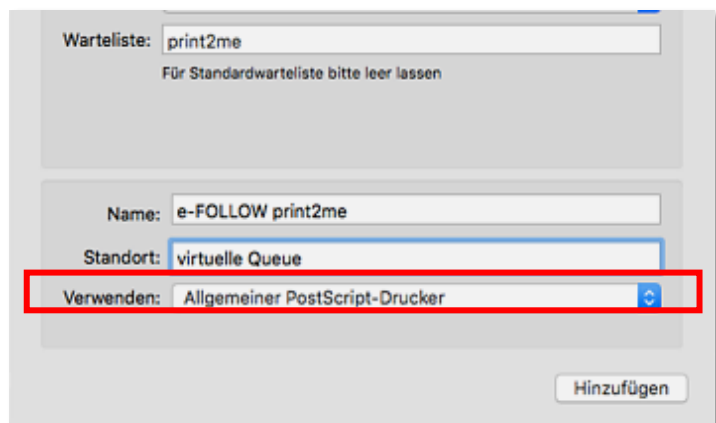 Warteliste: print2me
Für Standardwarteliste bitte leer lassen
Name: e-FOLLOW print2me
Standort: virtuelle Queue
Verwenden: Allgemeiner PostScript-Drucker
Hinzufügen